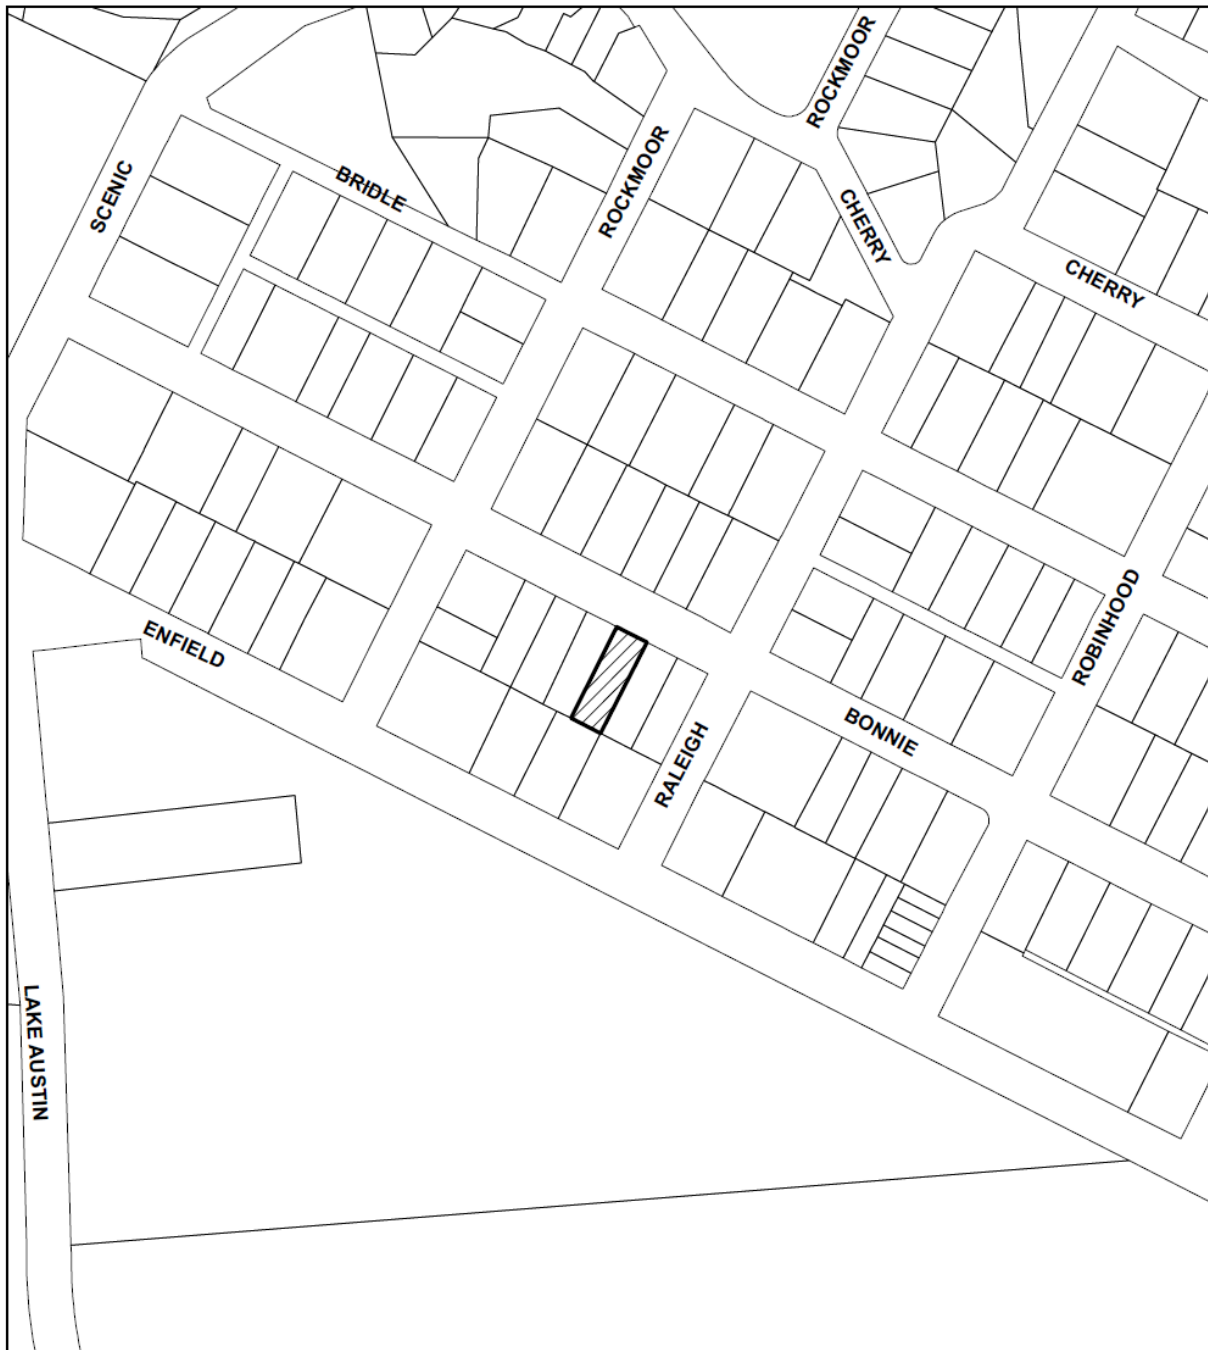 ROCKMOOR
ROCKMOOR
SCENIC
BRIDLE
CHERRY
CHERRY
ROBINHOOD
ENFIELD
BONNIE
RALEIGH
LAKE AUSTIN